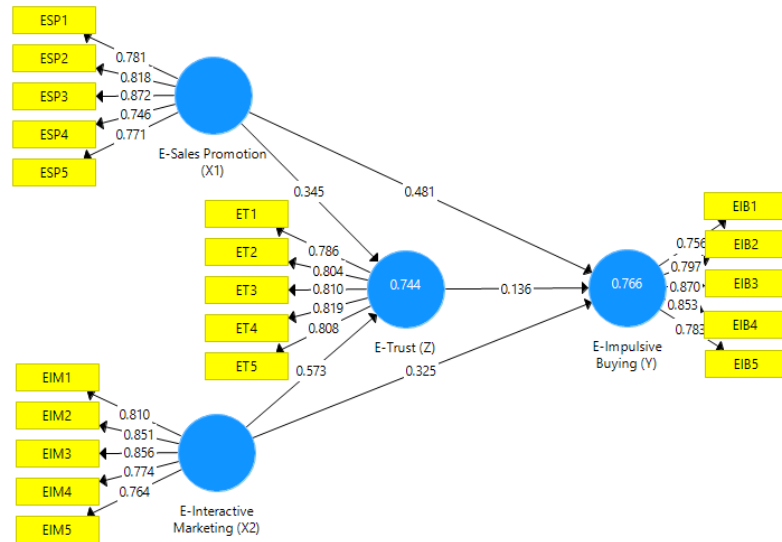 ESP1
ESP2
ESP3
ESP4
ESP5
0.781
0.818
0.872
0.746
0.771
E-Sales Promotion
(X1)
0.345
0.481
ET1
ET2
ET3
ET4
ET5
0.786
0.804
0.810
0.819
0.808
0.744
E-Trust (Z)
0.136
0.766
E-Impulsive
Buying (Y)
EIB1
EIB2
EIB3
EIB4
EIB5
0.756
0.797
0.870
0.853
0.783
0.573
0.325
EIM1
EIM2
EIM3
EIM4
EIM5
0.810
0.851
0.856
0.774
0.764
E-Interactive
Marketing (X2)